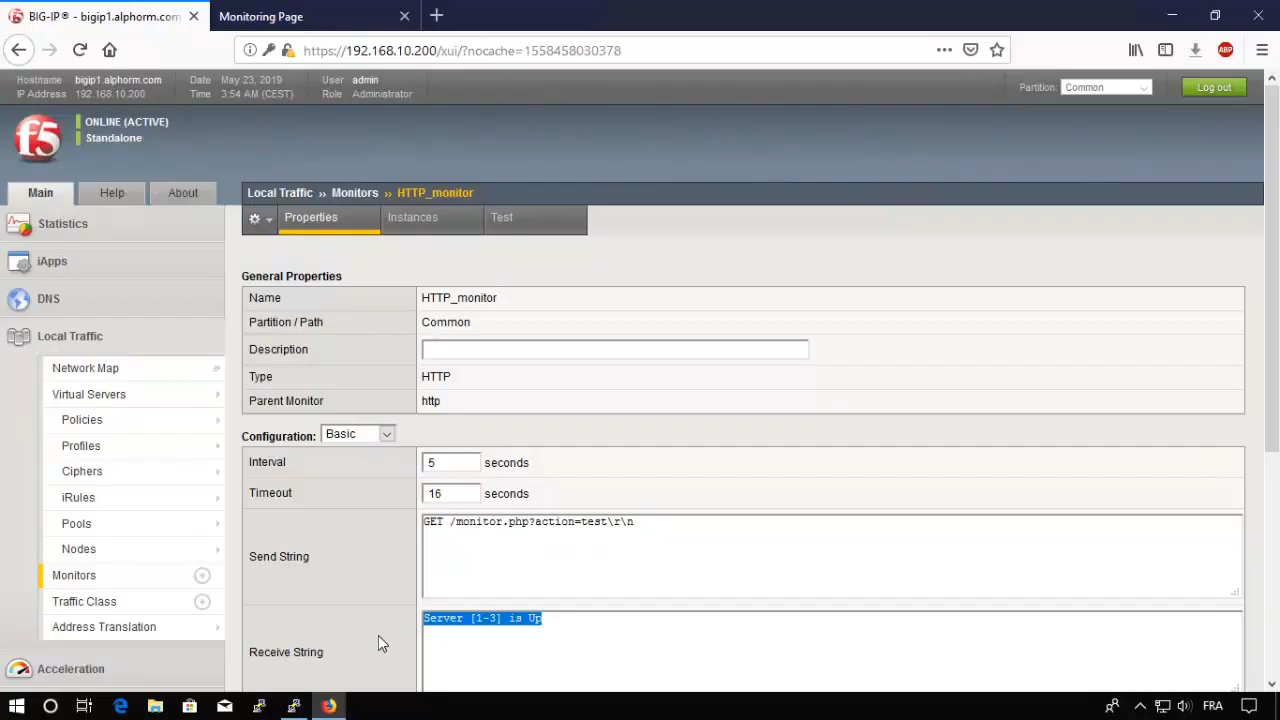 BIG-IP® - bigip1.alphorm.com
Monitoring Page
https://192.168.10.200/xui/?nocache=1558458030378
ABP
Hostname bigip1.alphorm.com Date May 23, 2019 User admin
IP Address 192.168.10.200 Time 3:54 AM (CEST) Role Administrator
Partition: Common
Log out
f5
ONLINE (ACTIVE)
Standalone
Main Help About
Local Traffic » Monitors » HTTP_monitor
Properties Instances Test
Statistics
iApps
DNS
Local Traffic
Network Map
Virtual Servers
Policies
Profiles
Ciphers
iRules
Pools
Nodes
Monitors
Traffic Class
Address Translation
Acceleration
General Properties
Name HTTP_monitor
Partition / Path Common
Description
Type HTTP
Parent Monitor http
Configuration: Basic
Interval 5 seconds
Timeout 16 seconds
Send String GET /monitor.php?action=test\r\n
Receive String Server [1-3] is Up
FRA